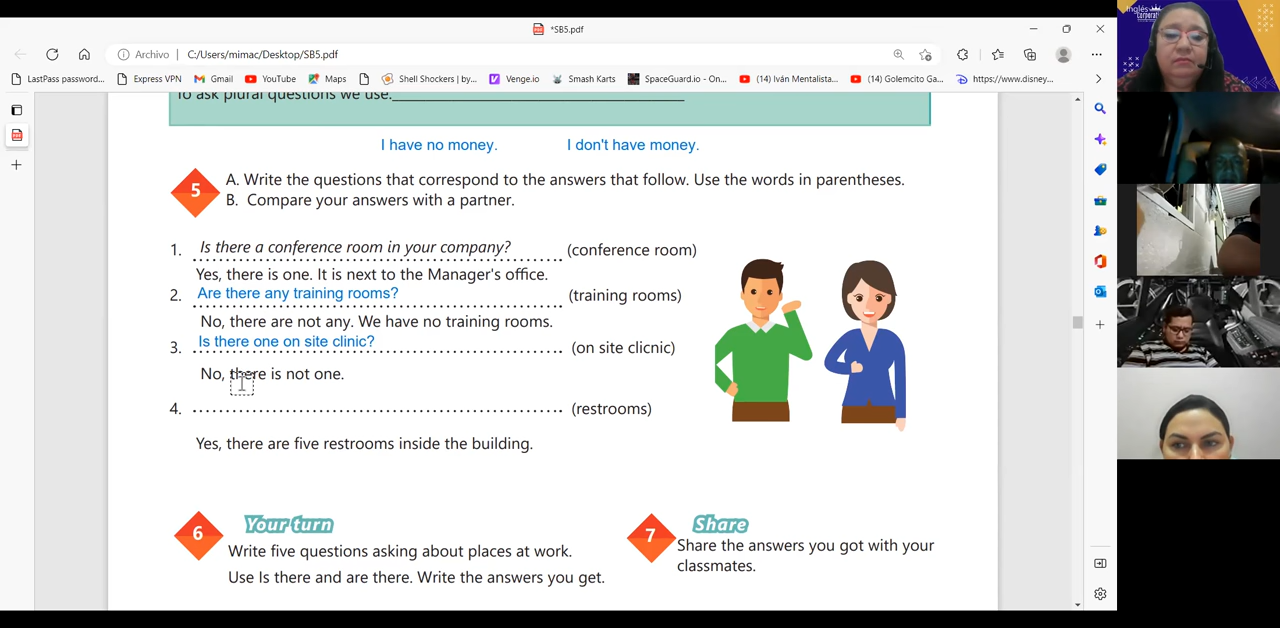 *SB5.pdf
Archivo | C:/Users/mimac/Desktop/SB5.pdf
LastPass password... Express VPN Gmail YouTube Maps Shell Shockers | by... Venge.io Smash Karts SpaceGuard.io - On... (14) Iván Mentalista... (14) Golemcito Ga... https://www.disney...
To ask plural questions we use:
I have no money. I don't have money.
5 A. Write the questions that correspond to the answers that follow. Use the words in parentheses.
B. Compare your answers with a partner.
1. Is there a conference room in your company? (conference room)
Yes, there is one. It is next to the Manager's office.
2. Are there any training rooms? (training rooms)
No, there are not any. We have no training rooms.
3. Is there one on site clinic? (on site clicnic)
No, there is not one.
4. (restrooms)
Yes, there are five restrooms inside the building.
6 Your turn
Write five questions asking about places at work.
Use Is there and are there. Write the answers you get.
7 Share
Share the answers you got with your
classmates.
Inglés
Corporativo